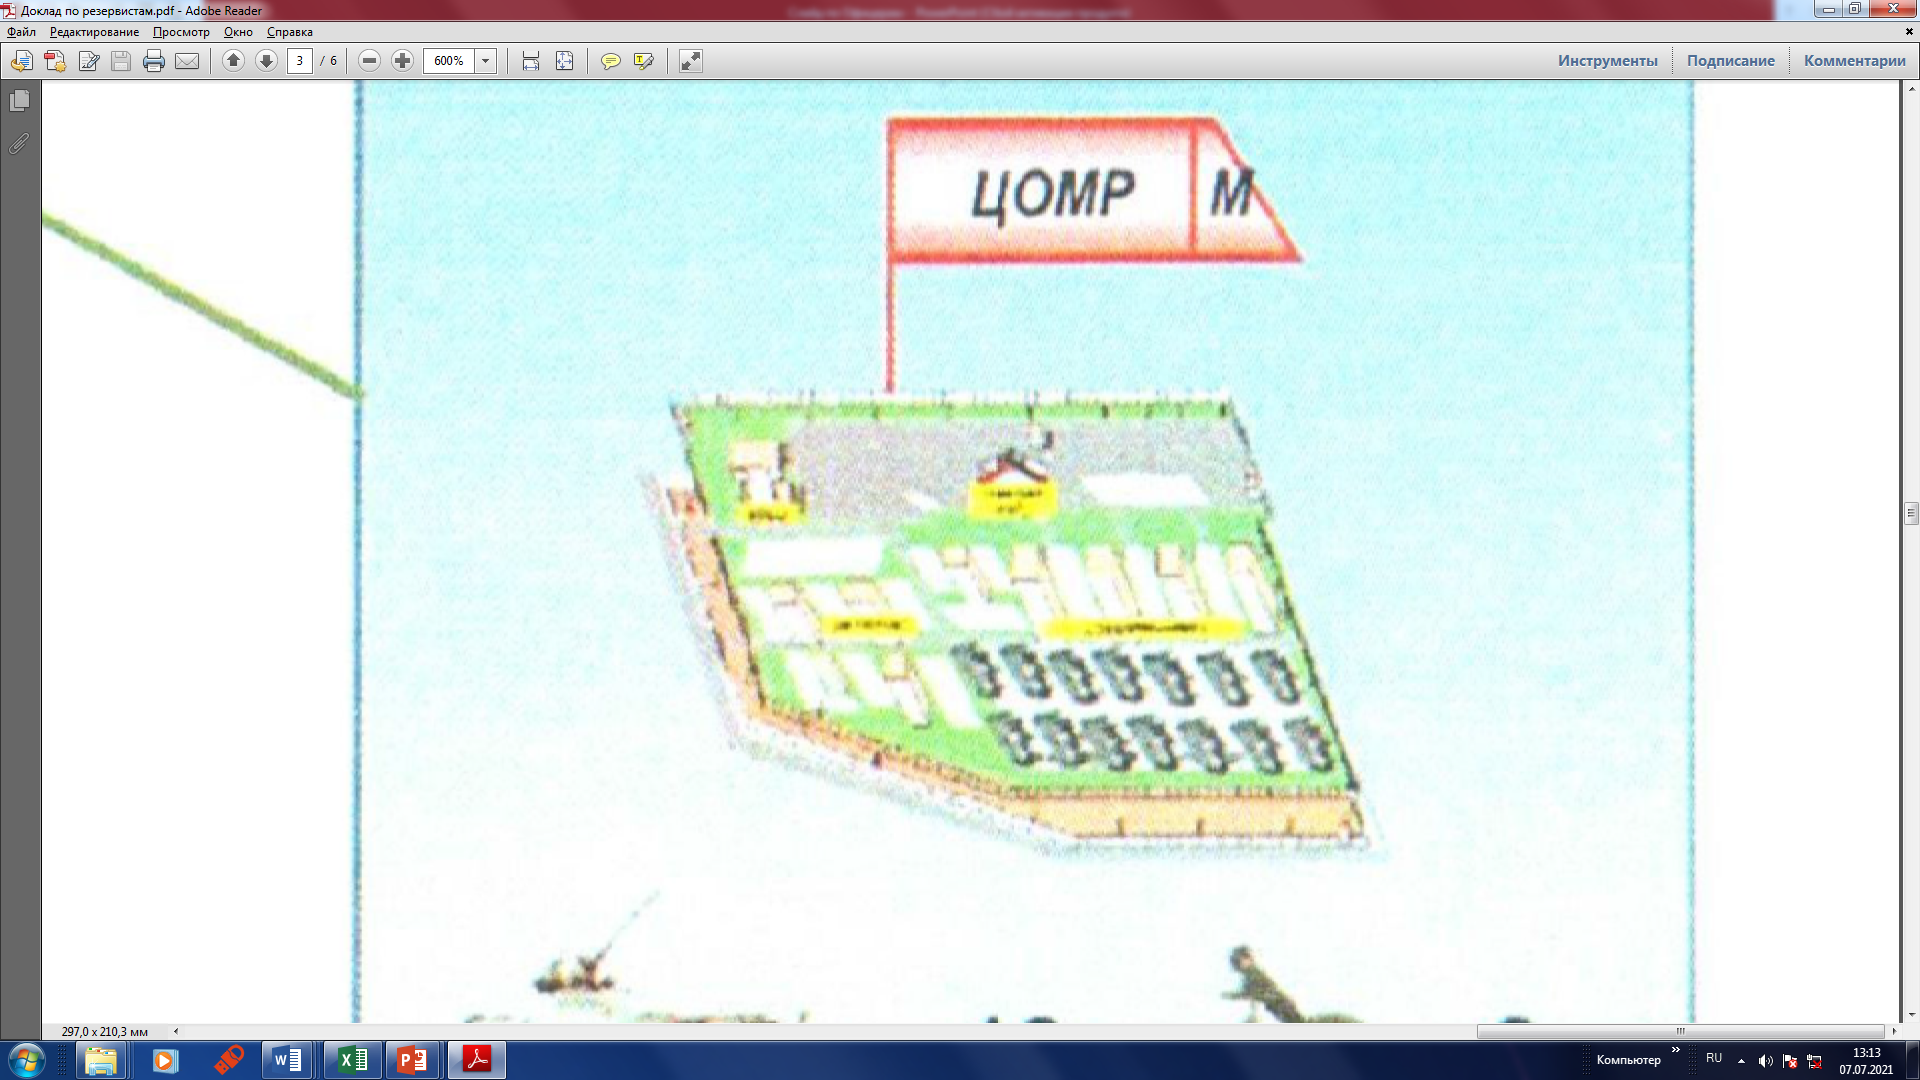 Доклад по резервистам.pdf - Adobe Reader
Файл Редактирование Просмотр Окно Справка
3 / 6 600% Инструменты Подписание Комментарии
ЦОМР М
297,0 x 210,3 мм
Компьютер RU 13:13
07.07.2021